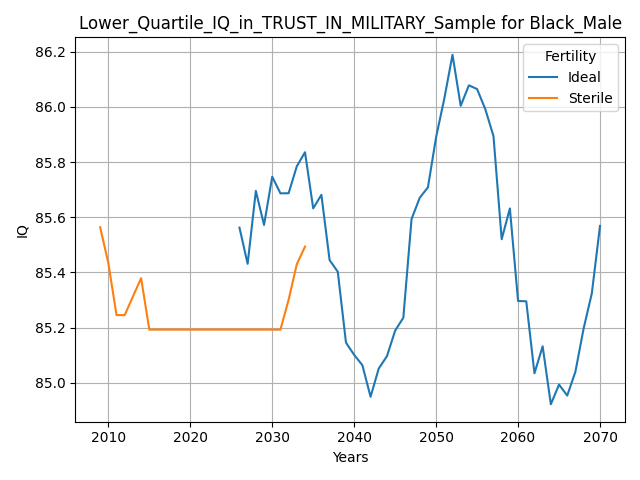 Lower_Quartile_IQ_in_TRUST_IN_MILITARY_Sample for Black_Male
Fertility
Ideal
Sterile
86.2
86.0
85.8
85.6
85.4
85.2
85.0
IQ
2010 2020 2030 2040 2050 2060 2070
Years